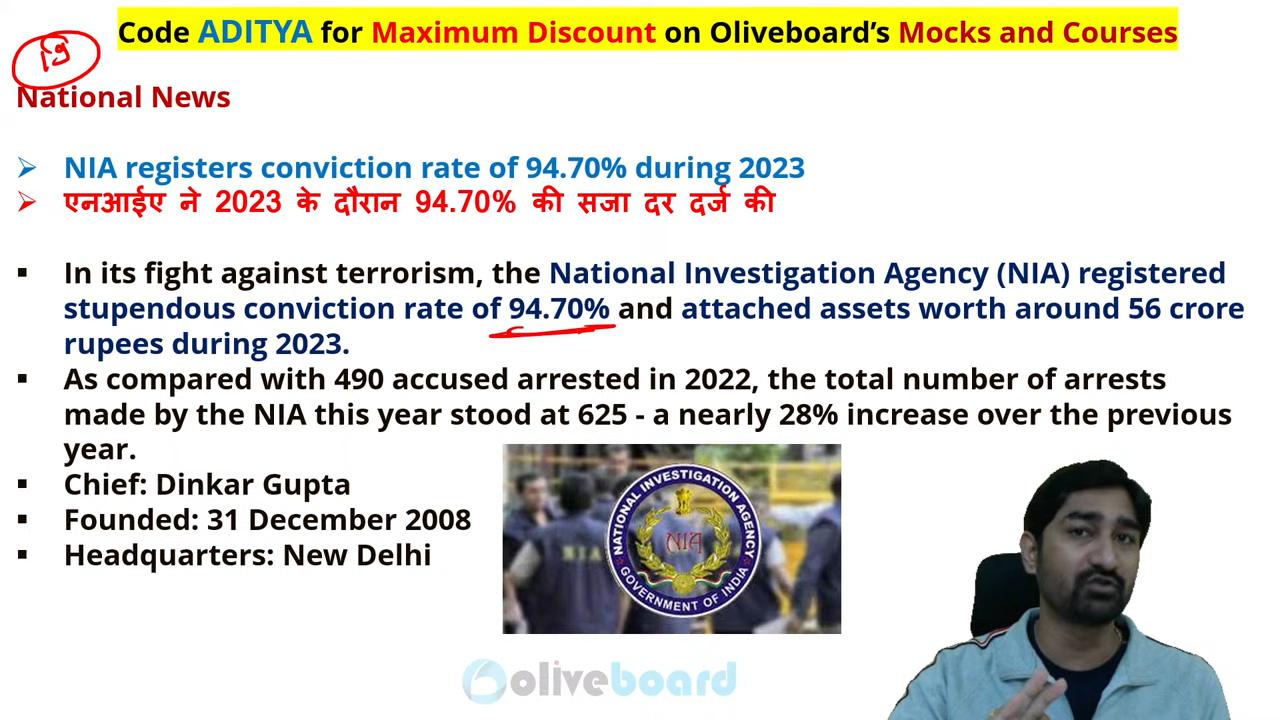 Code ADITYA for Maximum Discount on Oliveboard's Mocks and Courses
National News
NIA registers conviction rate of 94.70% during 2023
एनआईए ने 2023 के दौरान 94.70% की सजा दर दर्ज की
In its fight against terrorism, the National Investigation Agency (NIA) registered
stupendous conviction rate of 94.70% and attached assets worth around 56 crore
rupees during 2023.
As compared with 490 accused arrested in 2022, the total number of arrests
made by the NIA this year stood at 625 - a nearly 28% increase over the previous
year.
Chief: Dinkar Gupta
Founded: 31 December 2008
Headquarters: New Delhi
NATIONAL INVESTIGATION AGENCY
NIA
NIA
GOVERNMENT OF INDIA
oliveboard